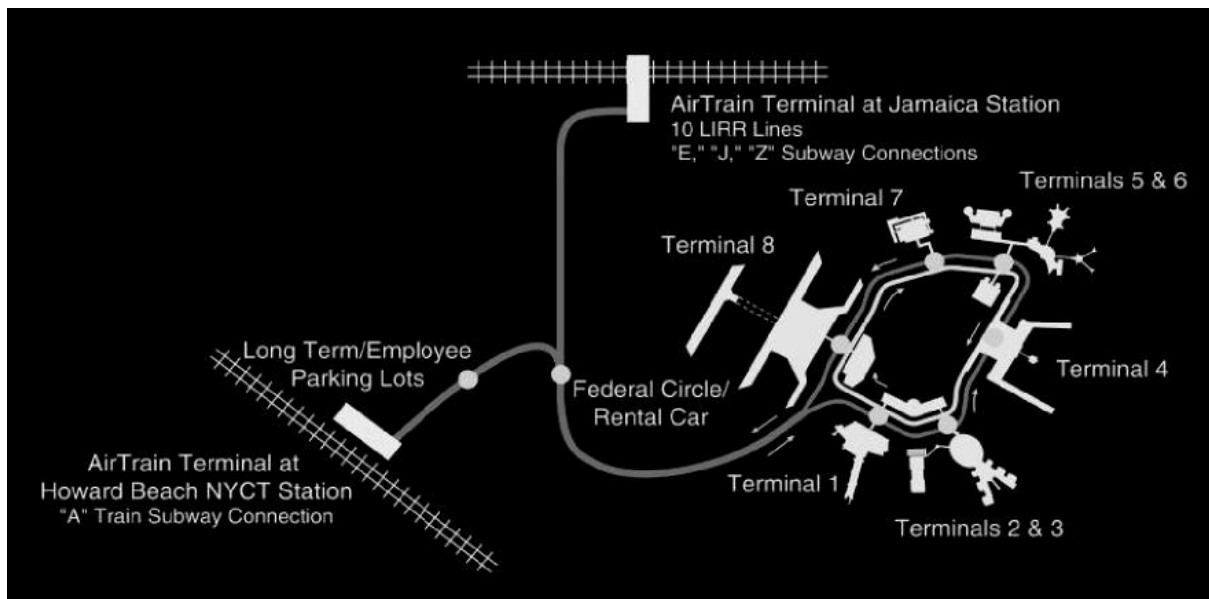 AirTrain Terminal at Jamaica Station
10 LIRR Lines
"E," "J," "Z" Subway Connections
Terminals 5 & 6
Terminal 7
Terminal 8
Long Term/Employee
Parking Lots
Federal Circle/
Rental Car
Terminal 4
AirTrain Terminal at
Howard Beach NYCT Station
"A" Train Subway Connection
Terminal 1
Terminals 2 & 3